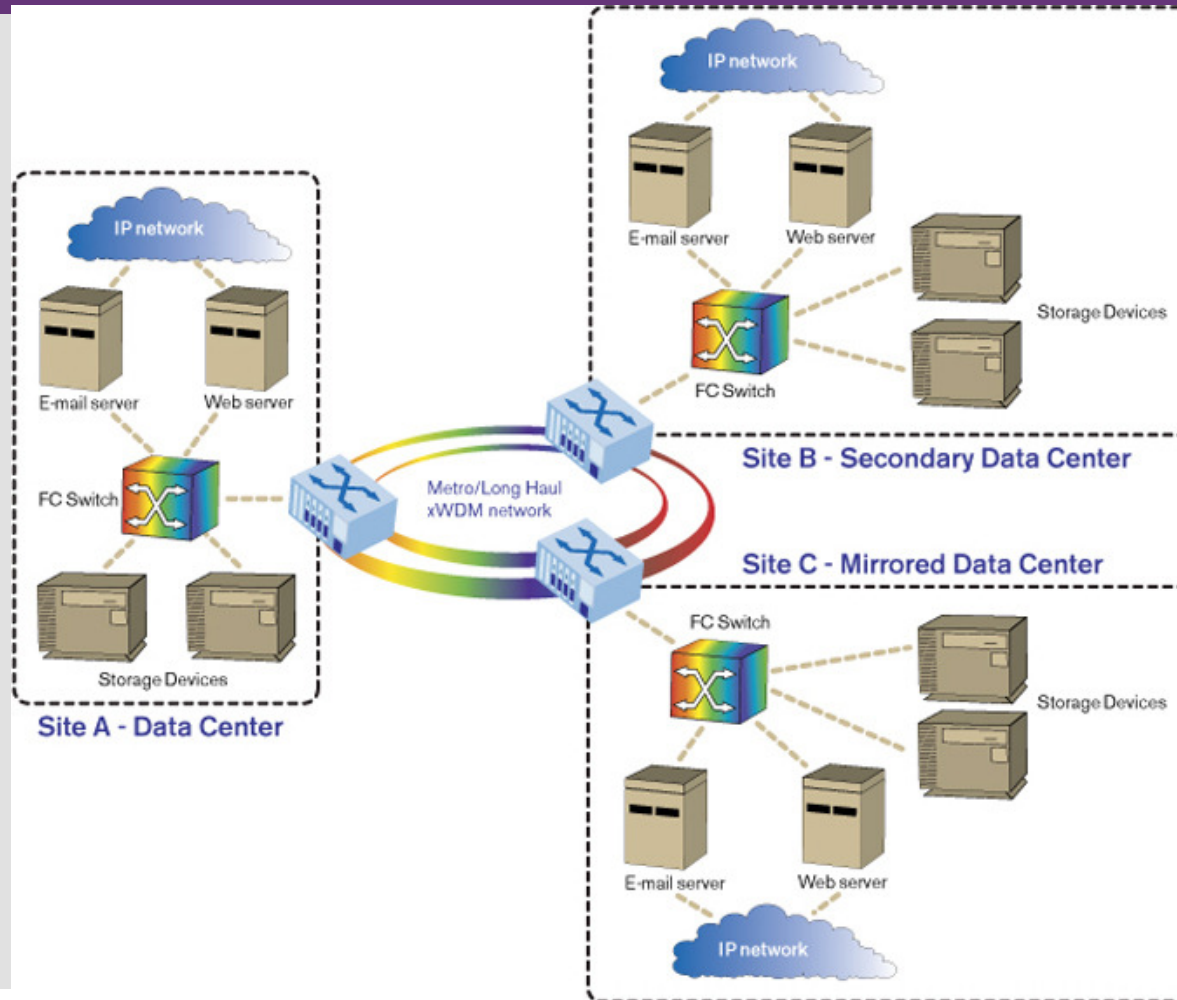 IP network
E-mail server
Web server
FC Switch
Storage Devices
Site A - Data Center
Metro/Long Haul
xWDM network
IP network
E-mail server
Web server
Storage Devices
FC Switch
Site B - Secondary Data Center
Site C - Mirrored Data Center
FC Switch
Storage Devices
E-mail server
Web server
IP network